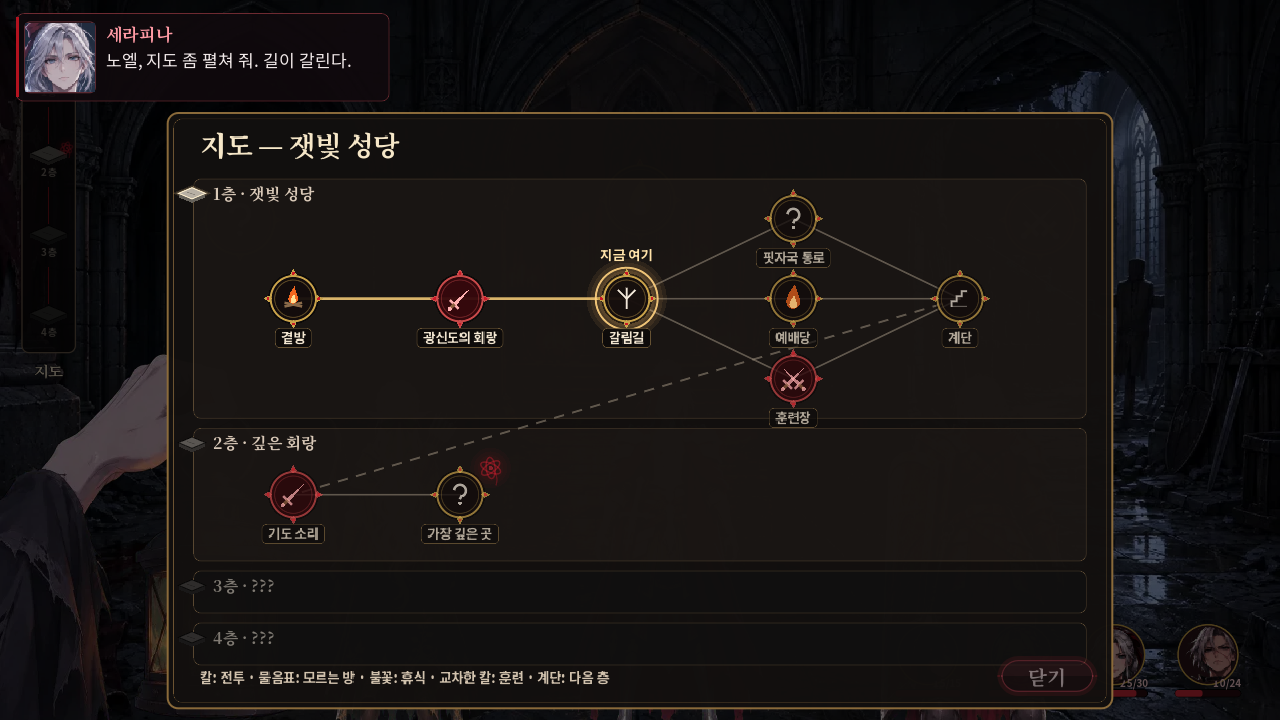 세라피나
노엘, 지도 좀 펼쳐 줘. 길이 갈린다.
2층
3층
4층
지도
지도 — 잿빛 성당
1층 · 잿빛 성당
지금 여기
곁방
광신도의 회랑
갈림길
핏자국 통로
예배당
훈련장
계단
2층 · 깊은 회랑
기도 소리
가장 깊은 곳
3층 · ???
4층 · ???
칼: 전투 · 물음표: 모르는 방 · 불꽃: 휴식 · 교차한 칼: 훈련 · 계단: 다음 층
닫기
25/30
10/24